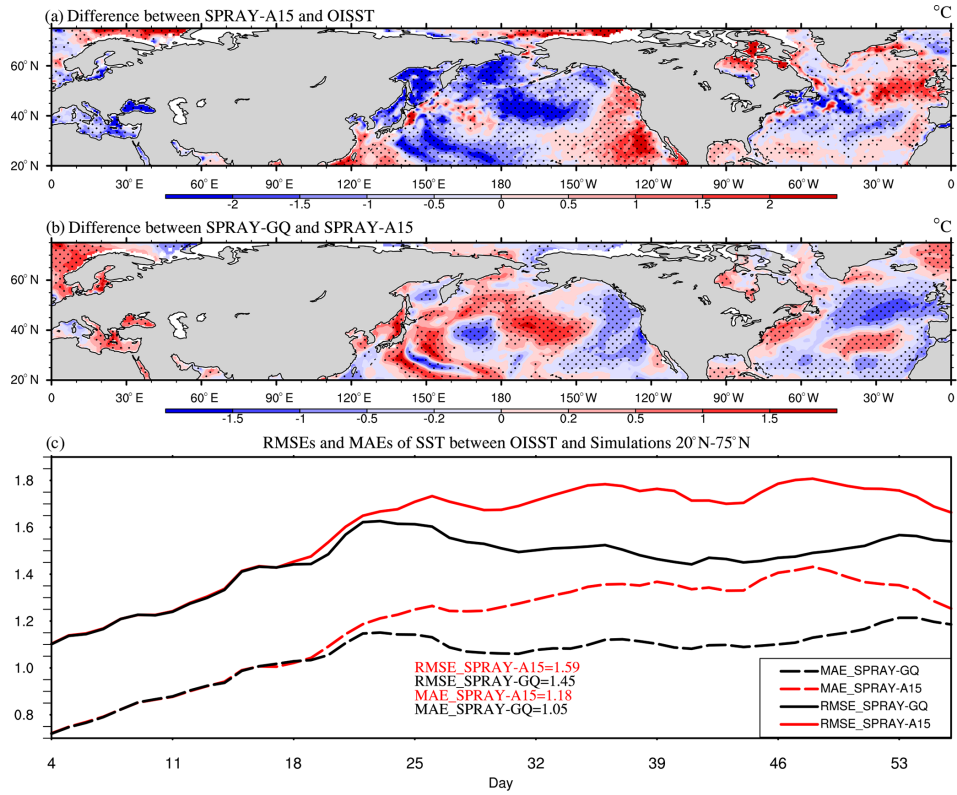 (a) Difference between SPRAY-A15 and OISST °C
60°N
40°N
20°N
0 30°E 60°E 90°E 120°E 150°E 180° 150°W 120°W 90°W 60°W 30°W 0
-2 -1.5 -1 -0.5 0 0.5 1 1.5 2
(b) Difference between SPRAY-GQ and SPRAY-A15 °C
60°N
40°N
20°N
0 30°E 60°E 90°E 120°E 150°E 180° 150°W 120°W 90°W 60°W 30°W 0
-1.5 -1 -0.5 -0.2 0 0.2 0.5 1 1.5
(c) RMSEs and MAEs of SST between OISST and Simulations 20°N-75°N
1.8
1.6
1.4
1.2
1.0
0.8
RMSE_SPRAY-A15=1.59
RMSE_SPRAY-GQ=1.45
MAE_SPRAY-A15=1.18
MAE_SPRAY-GQ=1.05
MAE_SPRAY-GQ
MAE_SPRAY-A15
RMSE_SPRAY-GQ
RMSE_SPRAY-A15
4 11 18 25 32 39 46 53
Day